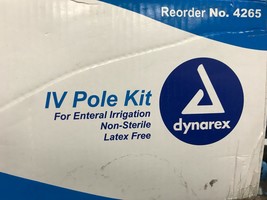 Reorder No. 4265
IV Pole Kit
For Enteral Irrigation
Non-Sterile
Latex Free
dynarex